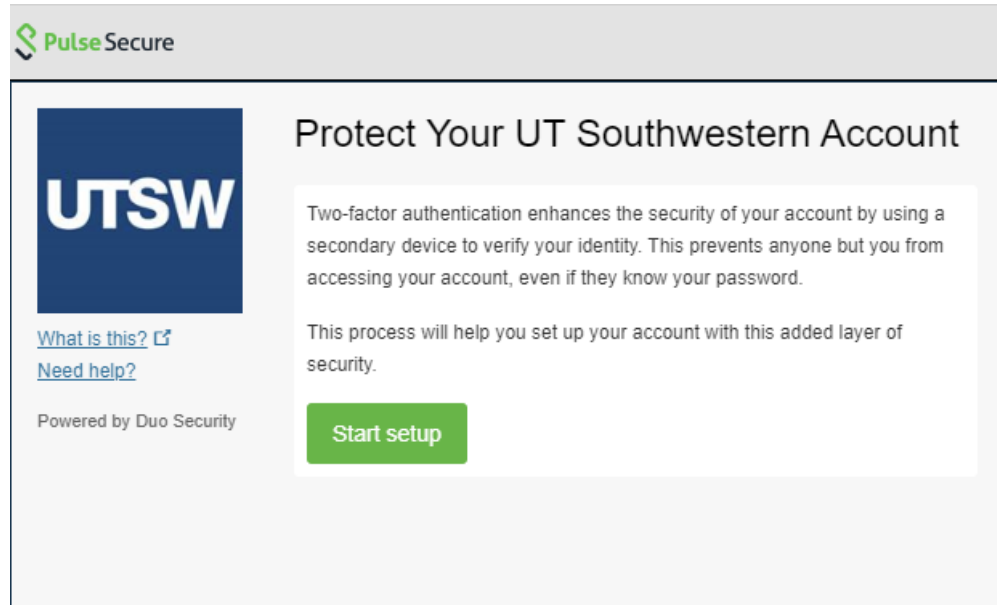 Pulse Secure
UTSW
What is this?
Need help?
Powered by Duo Security
Protect Your UT Southwestern Account
Two-factor authentication enhances the security of your account by using a
secondary device to verify your identity. This prevents anyone but you from
accessing your account, even if they know your password.
This process will help you set up your account with this added layer of
security.
Start setup